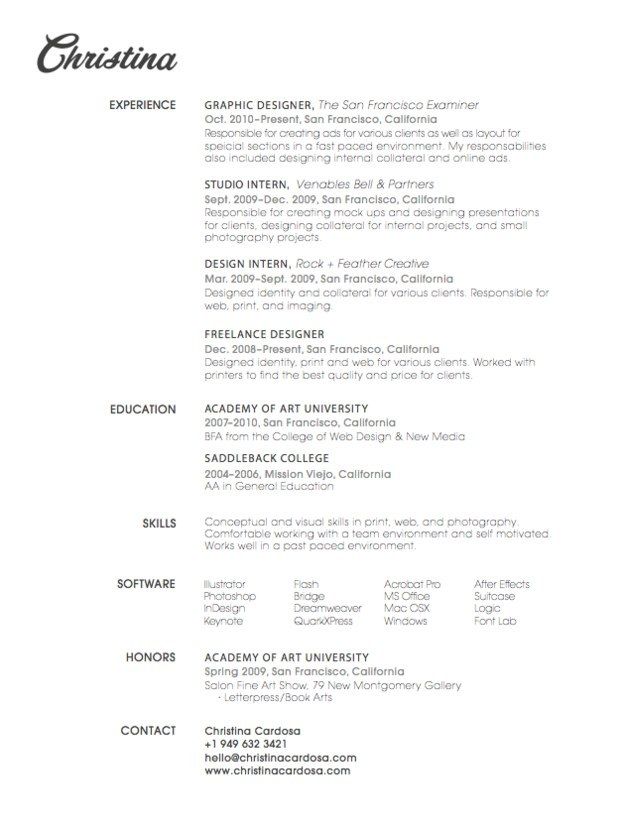 Christina
EXPERIENCE
GRAPHIC DESIGNER, The San Francisco Examiner
Oct. 2010–Present, San Francisco, California
Responsible for creating ads for various clients as well as layout for
speicial sections in a fast paced environment. My responsabilities
also included designing internal collateral and online ads.
STUDIO INTERN, Venables Bell & Partners
Sept. 2009–Dec. 2009, San Francisco, California
Responsible for creating mock ups and designing presentations
for clients, designing collateral for internal projects, and small
photography projects.
DESIGN INTERN, Rock + Feather Creative
Mar. 2009–Sept. 2009, San Francisco, California
Designed identity and collateral for various clients. Responsible for
web, print, and imaging.
FREELANCE DESIGNER
Dec. 2008–Present, San Francisco, California
Designed identity, print and web for various clients. Worked with
printers to find the best quality and price for clients.
EDUCATION
ACADEMY OF ART UNIVERSITY
2007–2010, San Francisco, California
BFA from the College of Web Design & New Media
SADDLEBACK COLLEGE
2004–2006, Mission Viejo, California
AA in General Education
SKILLS
Conceptual and visual skills in print, web, and photography.
Comfortable working with a team environment and self motivated.
Works well in a past paced environment.
SOFTWARE
Illustrator Flash Acrobat Pro After Effects
Photoshop Bridge MS Office Suitcase
InDesign Dreamweaver Mac OSX Logic
Keynote QuarkXPress Windows Font Lab
HONORS
ACADEMY OF ART UNIVERSITY
Spring 2009, San Francisco, California
Salon Fine Art Show, 79 New Montgomery Gallery
- Letterpress/Book Arts
CONTACT
Christina Cardosa
+1 949 632 3421
hello@christinacardosa.com
www.christinacardosa.com